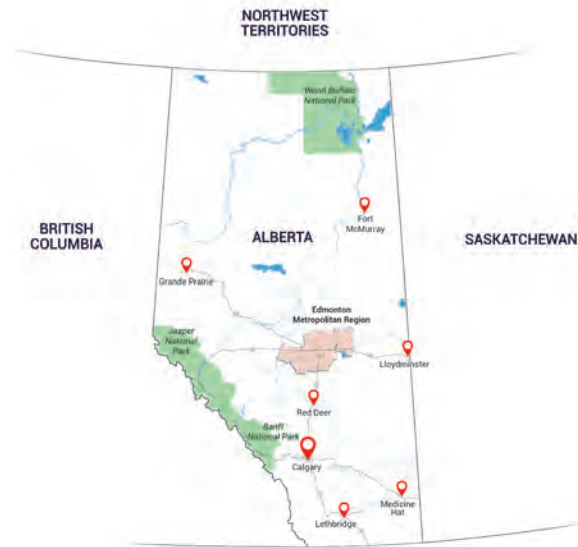 NORTHWEST
TERRITORIES
Wood Buffalo
National Park
Fort
McMurray
BRITISH
COLUMBIA
ALBERTA
SASKATCHEWAN
Grande Prairie
Edmonton
Metropolitan Region
Jasper
National
Park
Lloydminster
Red Deer
Banff
National Park
Calgary
Medicine
Hat
Lethbridge